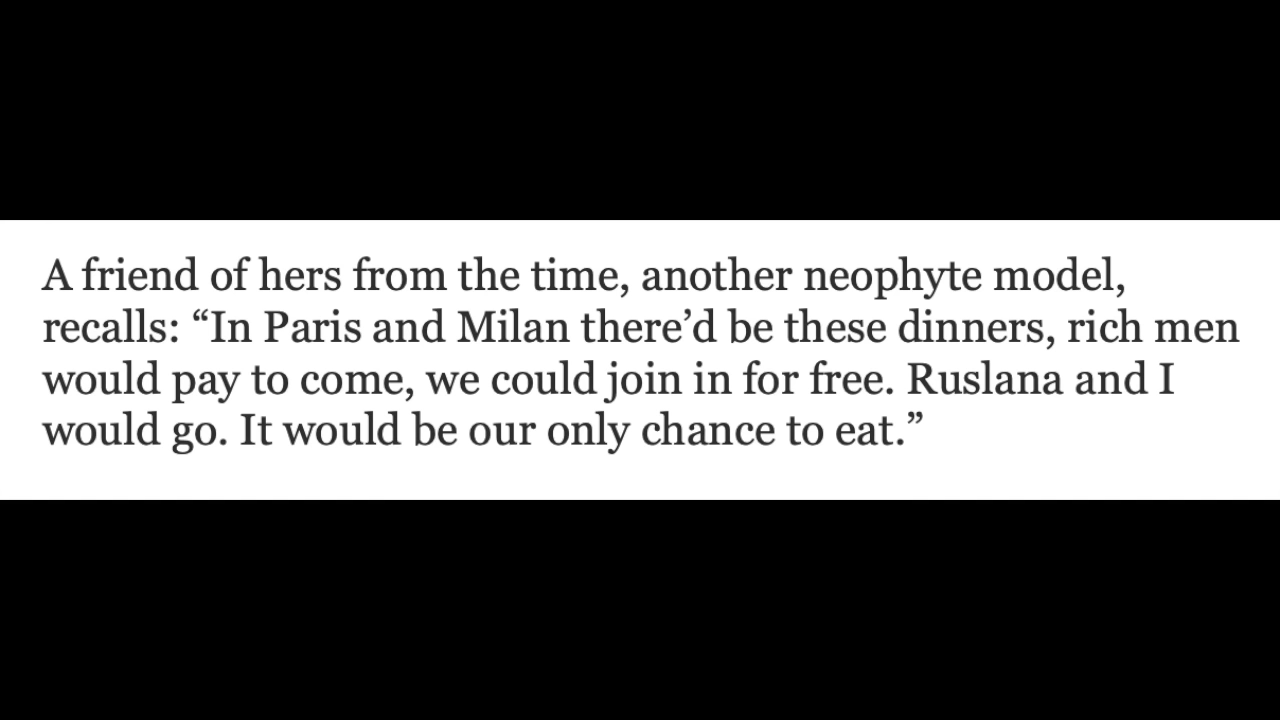 A friend of hers from the time, another neophyte model,
recalls: “In Paris and Milan there’d be these dinners, rich men
would pay to come, we could join in for free. Ruslana and I
would go. It would be our only chance to eat.”